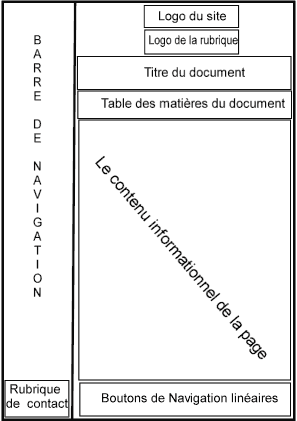 Logo du site
Logo de la rubrique
Titre du document
Table des matières du document
BARRE DE NAVIGATION
Le contenu informationnel de la page
Rubrique
de contact
Boutons de Navigation linéaires